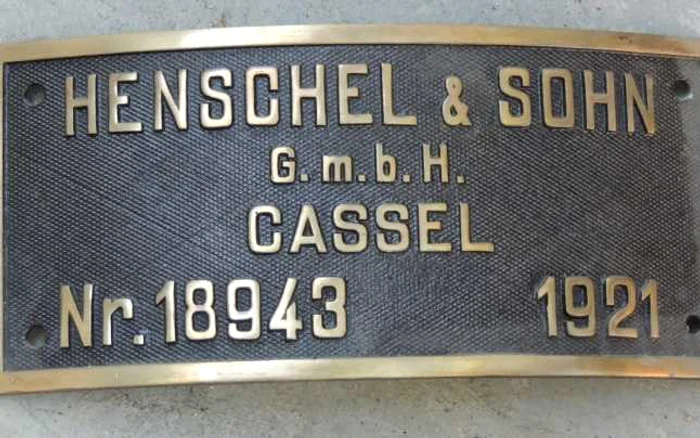 HENSCHEL & SOHN
G.m.b.H.
CASSEL
Nr.18943 1921